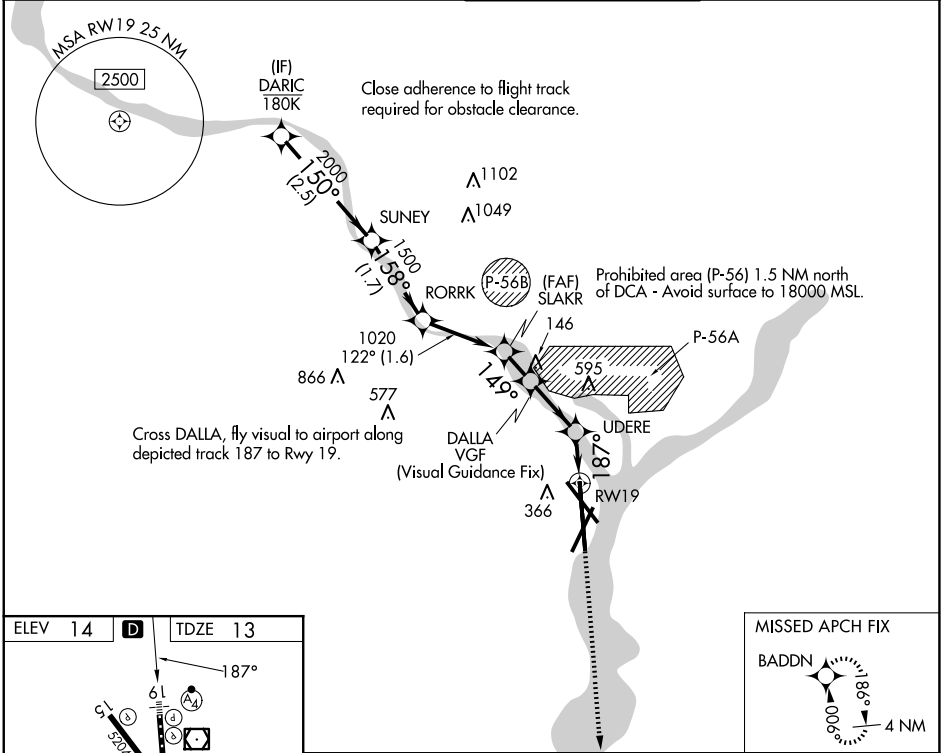 MSA RW19 25 NM
2500
(IF)
DARIC
180K
Close adherence to flight track
required for obstacle clearance.
2000
150°
(2.5)
1102
1049
SUNEY
1500
158°
(1.7)
RORRK
P-56B
(FAF)
SLAKR
146
Prohibited area (P-56) 1.5 NM north
of DCA - Avoid surface to 18000 MSL.
P-56A
1020
122° (1.6)
866
577
149°
595
Cross DALLA, fly visual to airport along
depicted track 187 to Rwy 19.
DALLA
VGF
(Visual Guidance Fix)
UDERE
187°
RW19
366
ELEV 14
D
TDZE 13
187°
19
A4
P
P
P
15
MISSED APCH FIX
BADDN
186°
006°
4 NM